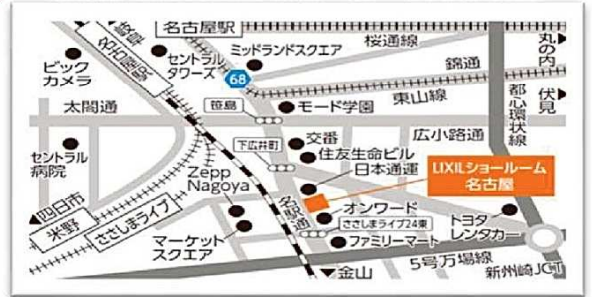 名古屋駅
岐阜
名古屋駅
ビック
カメラ
セントラル
タワーズ
ミッドランドスクエア
桜通線
丸の内
68
錦通
太閤通
笹島
モード学園
東山線
都心環状線
伏見
セントラル
病院
下広井町
交番
広小路通
住友生命ビル
日本通運
Zepp
Nagoya
LIXILショールーム
名古屋
四日市
米野
ささしまライブ
名駅通
オンワード
ささしまライブ24東
トヨタ
レンタカー
マーケット
スクエア
ファミリーマート
金山
5号万場線
新州崎JCT